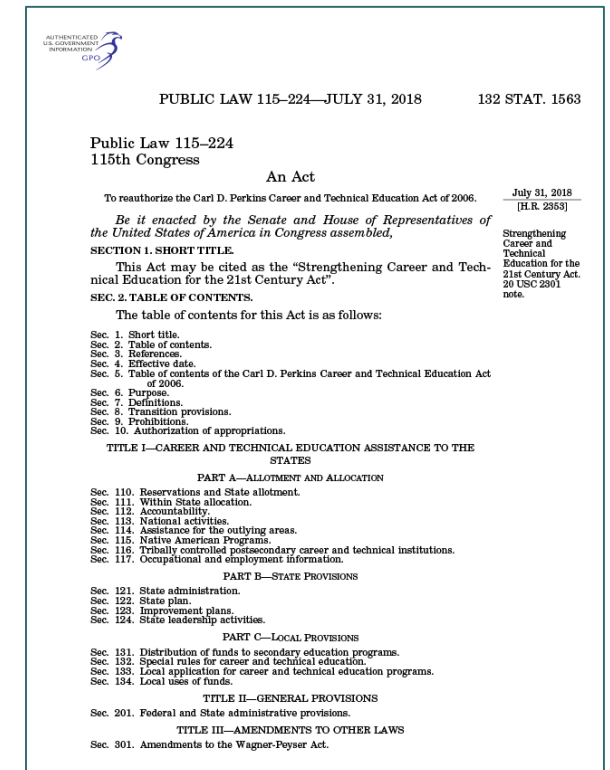 AUTHENTICATED
U.S. GOVERNMENT
INFORMATION
GPO
PUBLIC LAW 115–224—JULY 31, 2018 132 STAT. 1563
Public Law 115–224
115th Congress
An Act
To reauthorize the Carl D. Perkins Career and Technical Education Act of 2006.
July 31, 2018
[H.R. 2353]
Be it enacted by the Senate and House of Representatives of
the United States of America in Congress assembled,
Strengthening
Career and
Technical
Education for the
21st Century Act.
20 USC 2301
note.
SECTION 1. SHORT TITLE.
This Act may be cited as the “Strengthening Career and Tech-
nical Education for the 21st Century Act”.
SEC. 2. TABLE OF CONTENTS.
The table of contents for this Act is as follows:
Sec. 1. Short title.
Sec. 2. Table of contents.
Sec. 3. References.
Sec. 4. Effective date.
Sec. 5. Table of contents of the Carl D. Perkins Career and Technical Education Act
of 2006.
Sec. 6. Purpose.
Sec. 7. Definitions.
Sec. 8. Transition provisions.
Sec. 9. Prohibitions.
Sec. 10. Authorization of appropriations.
TITLE I—CAREER AND TECHNICAL EDUCATION ASSISTANCE TO THE
STATES
PART A—ALLOTMENT AND ALLOCATION
Sec. 110. Reservations and State allotment.
Sec. 111. Within State allocation.
Sec. 112. Accountability.
Sec. 113. National activities.
Sec. 114. Assistance for the outlying areas.
Sec. 115. Native American Programs.
Sec. 116. Tribally controlled postsecondary career and technical institutions.
Sec. 117. Occupational and employment information.
PART B—STATE PROVISIONS
Sec. 121. State administration.
Sec. 122. State plan.
Sec. 123. Improvement plans.
Sec. 124. State leadership activities.
PART C—LOCAL PROVISIONS
Sec. 131. Distribution of funds to secondary education programs.
Sec. 132. Special rules for career and technical education.
Sec. 133. Local application for career and technical education programs.
Sec. 134. Local uses of funds.
TITLE II—GENERAL PROVISIONS
Sec. 201. Federal and State administrative provisions.
TITLE III—AMENDMENTS TO OTHER LAWS
Sec. 301. Amendments to the Wagner-Peyser Act.